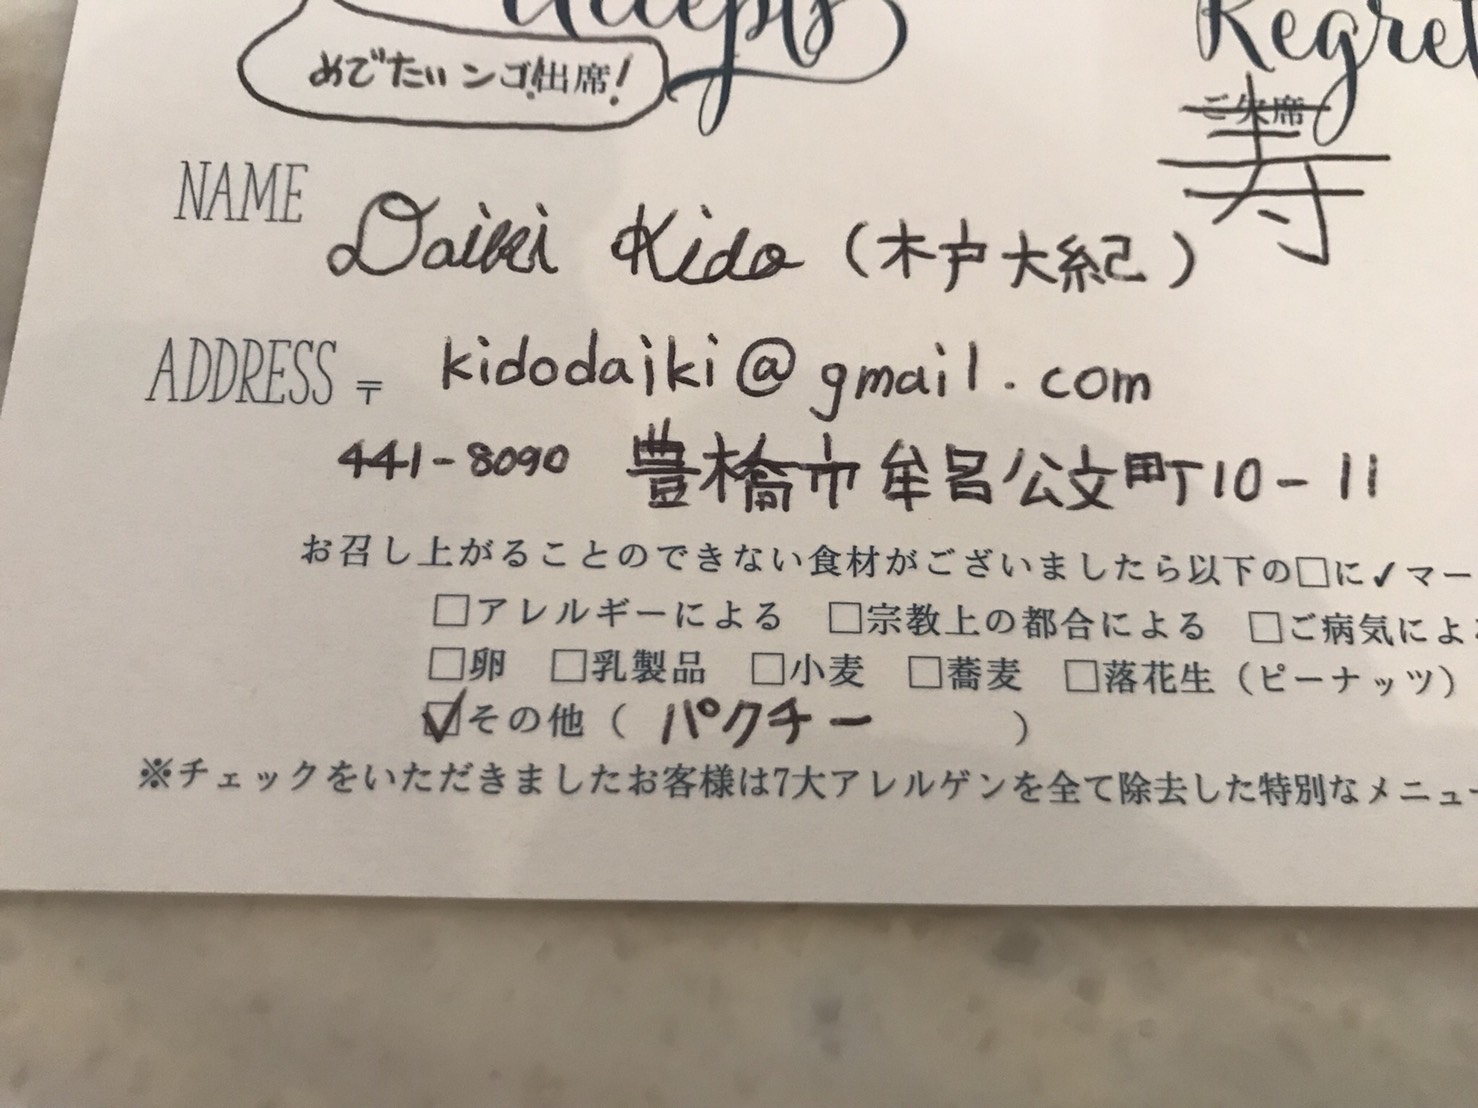 Accepts
Regret
めでたいンゴ!出席!
ご失席
寿
NAME
Daiki Kido (木戸大紀)
ADDRESS 〒 kidodaiki@gmail.com
441-8090 豊橋市牟呂公文町10-11
お召し上がることのできない食材がございましたら以下の□に✓マー
□アレルギーによる □宗教上の都合による □ご病気によ
□卵 □乳製品 □小麦 □蕎麦 □落花生(ピーナッツ)
☑その他( パクチー )
※チェックをいただきましたお客様は7大アレルゲンを全て除去した特別なメニュー